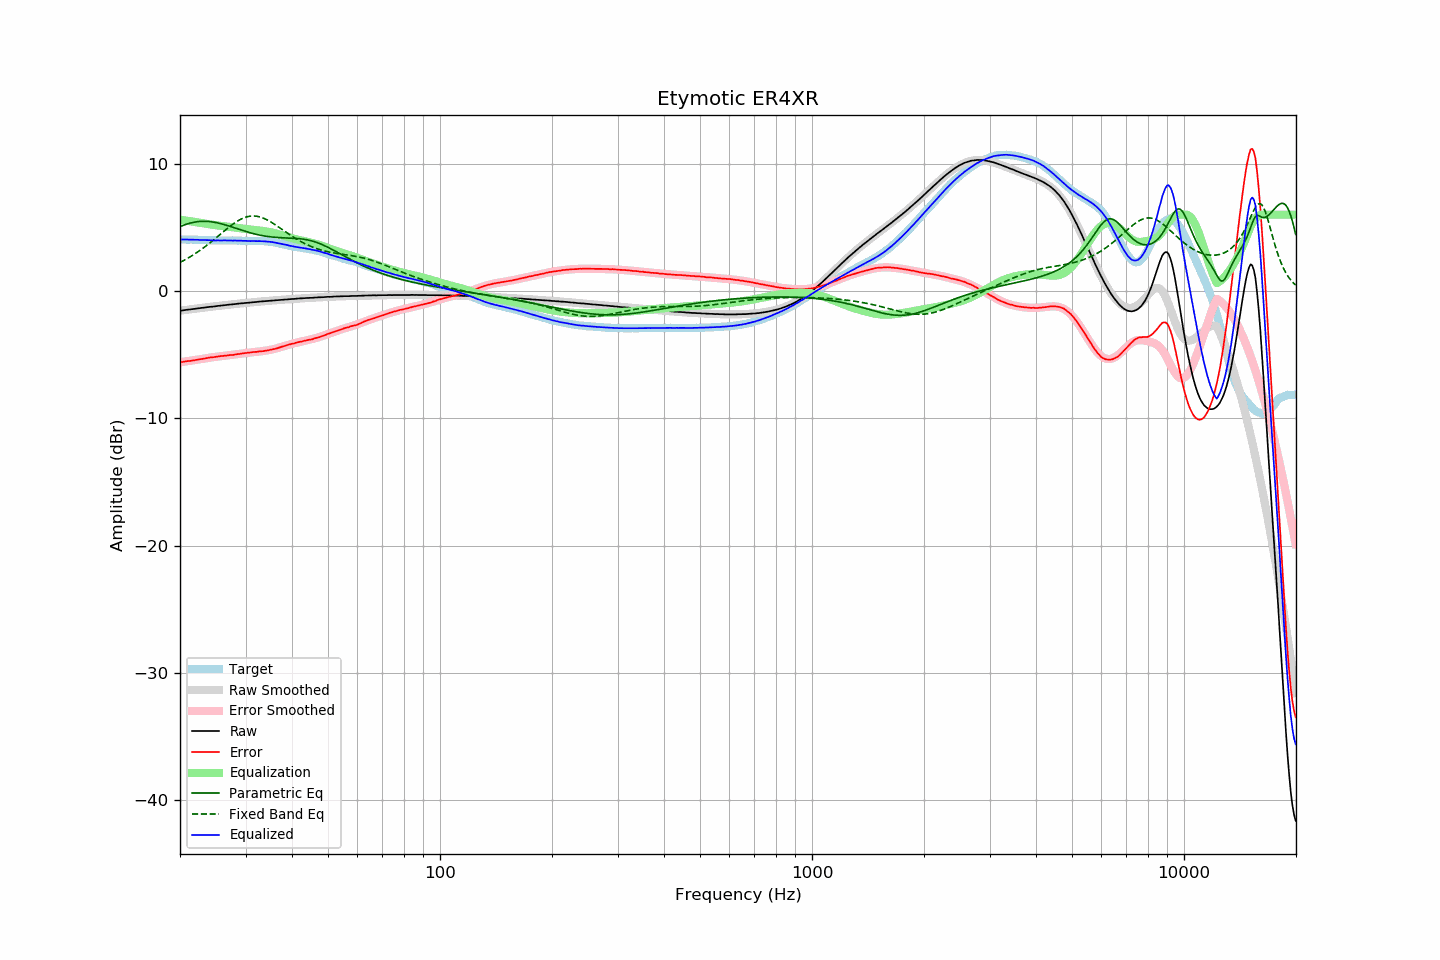 Etymotic ER4XR
10
0
−10
−20
−30
−40
Amplitude (dBr)
Target
Raw Smoothed
Error Smoothed
Raw
Error
Equalization
Parametric Eq
Fixed Band Eq
Equalized
100
1000
10000
Frequency (Hz)